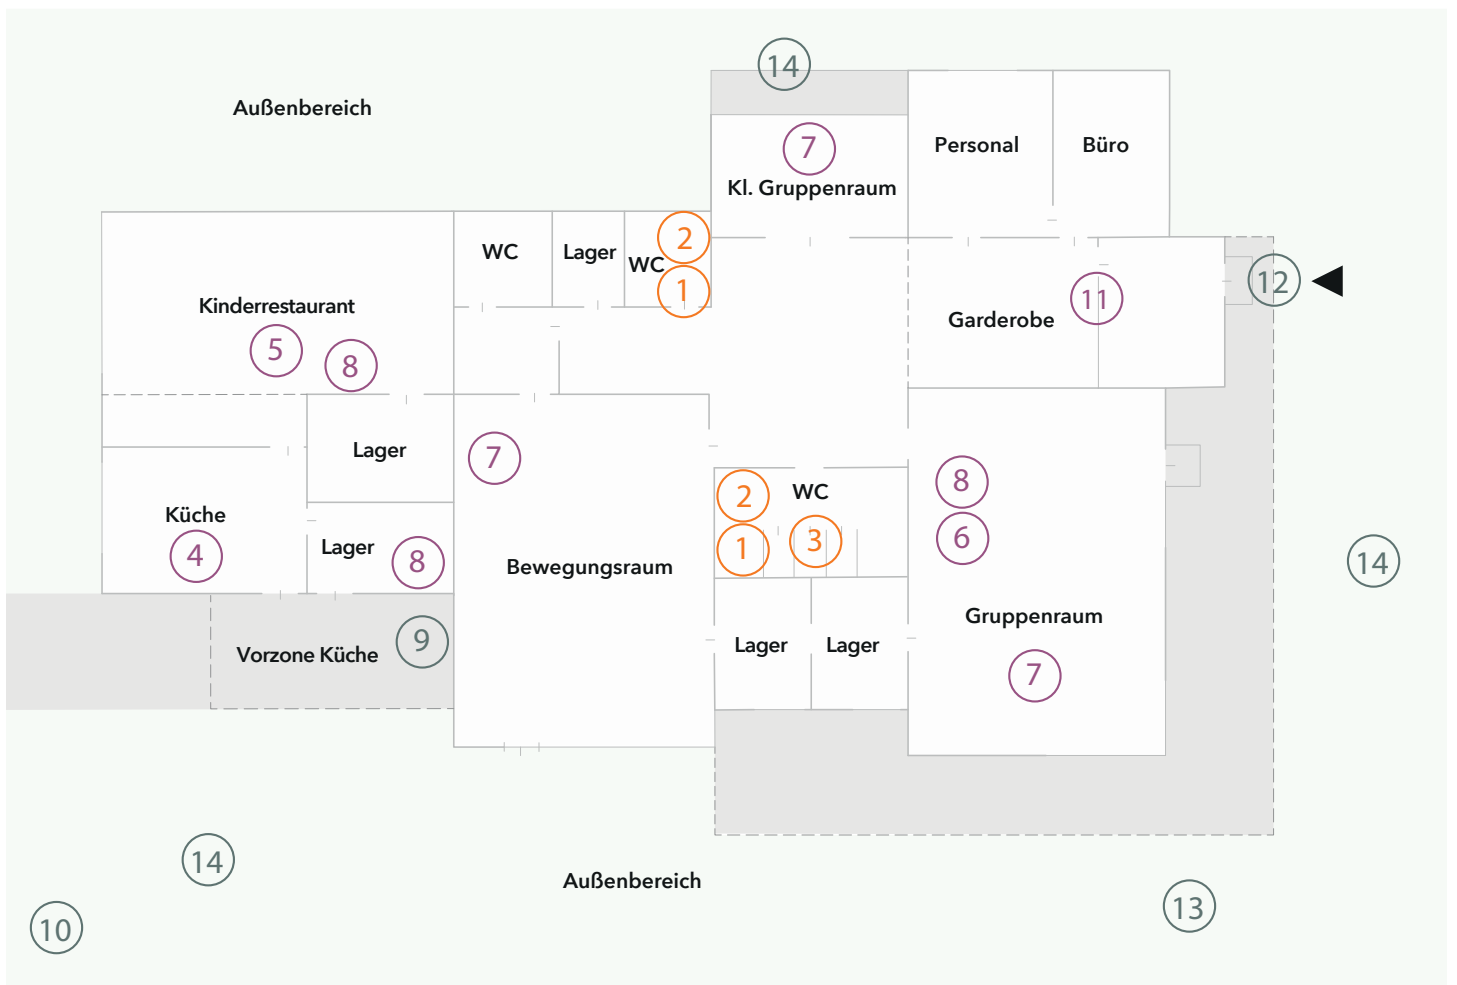 14
Außenbereich
7
Personal
Büro
Kl. Gruppenraum
WC
Lager
WC
2
1
Kinderrestaurant
5
8
Garderobe
11
12
Lager
7
Küche
4
Lager
8
Bewegungsraum
2
WC
1
3
8
6
14
Gruppenraum
7
Vorzone Küche
9
Lager
Lager
14
Außenbereich
13
10